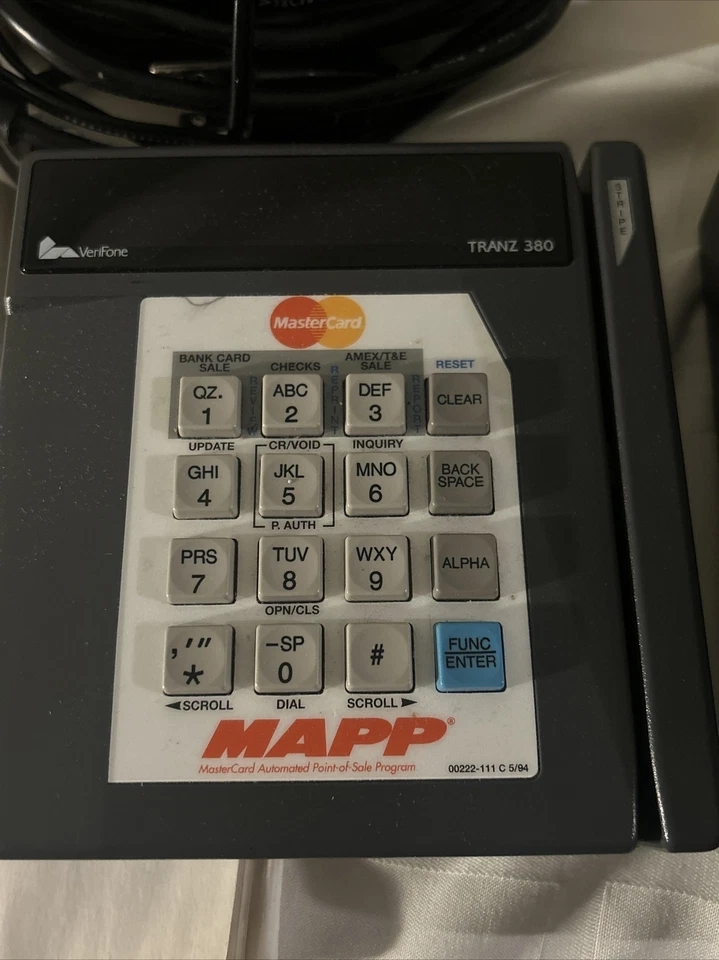 VeriFone
TRANZ 380
STRIPE
MasterCard
BANK CARD SALE
CHECKS
AMEX/T&E SALE
RESET
QZ. 1
REVIEW
ABC 2
REPRINT
DEF 3
REPORT
CLEAR
UPDATE
CR/VOID
INQUIRY
GHI 4
JKL 5
MNO 6
BACK SPACE
P. AUTH
PRS 7
TUV 8
WXY 9
ALPHA
OPN/CLS
,'" *
–SP 0
#
FUNC ENTER
◄SCROLL
DIAL
SCROLL►
MAPP®
MasterCard Automated Point-of-Sale Program
00222-111 C 5/94